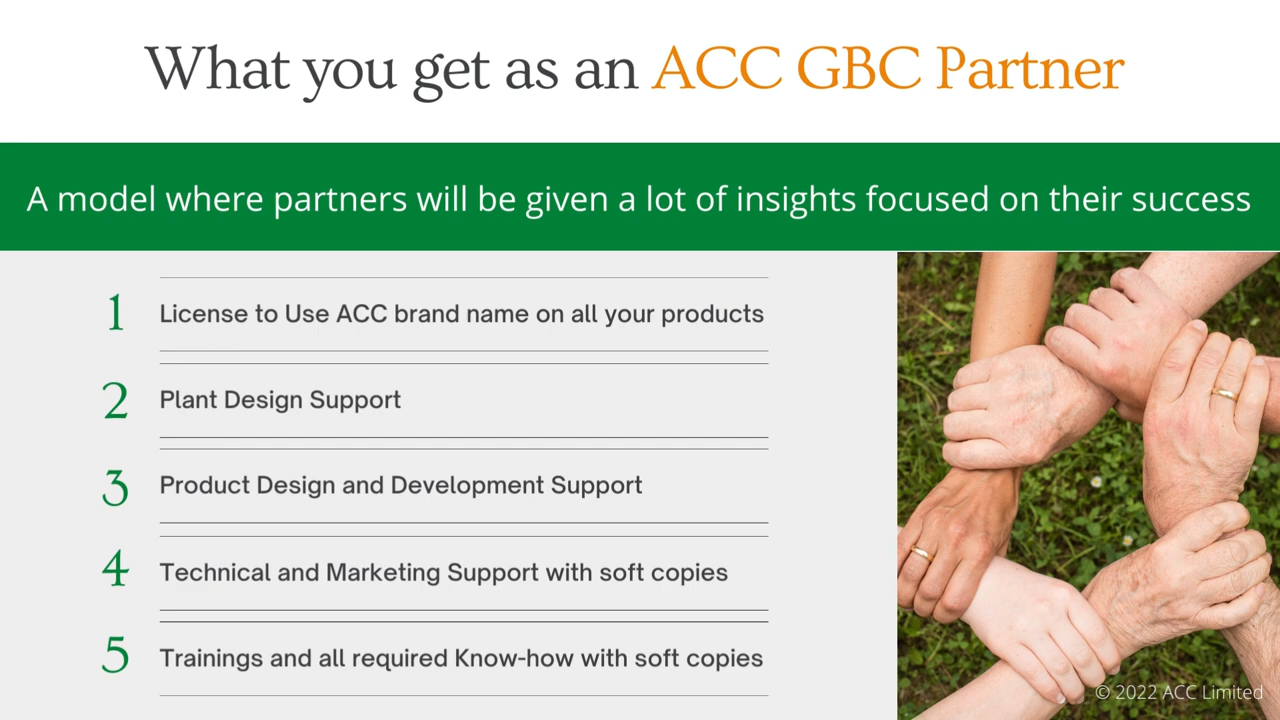 What you get as an ACC GBC Partner
A model where partners will be given a lot of insights focused on their success
1 License to Use ACC brand name on all your products
2 Plant Design Support
3 Product Design and Development Support
4 Technical and Marketing Support with soft copies
5 Trainings and all required Know-how with soft copies
© 2022 ACC Limited